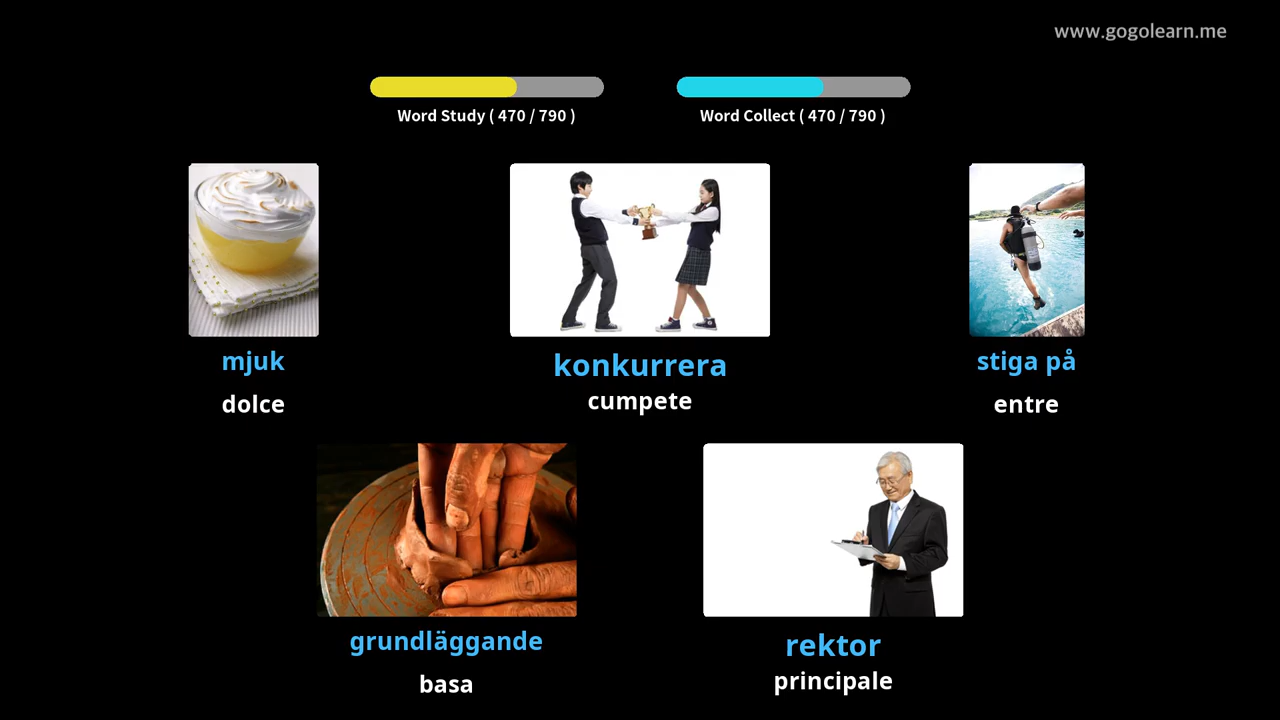 www.gogolearn.me
Word Study ( 470 / 790 )
Word Collect ( 470 / 790 )
mjuk
dolce
konkurrera
cumpete
stiga på
entre
grundläggande
basa
rektor
principale